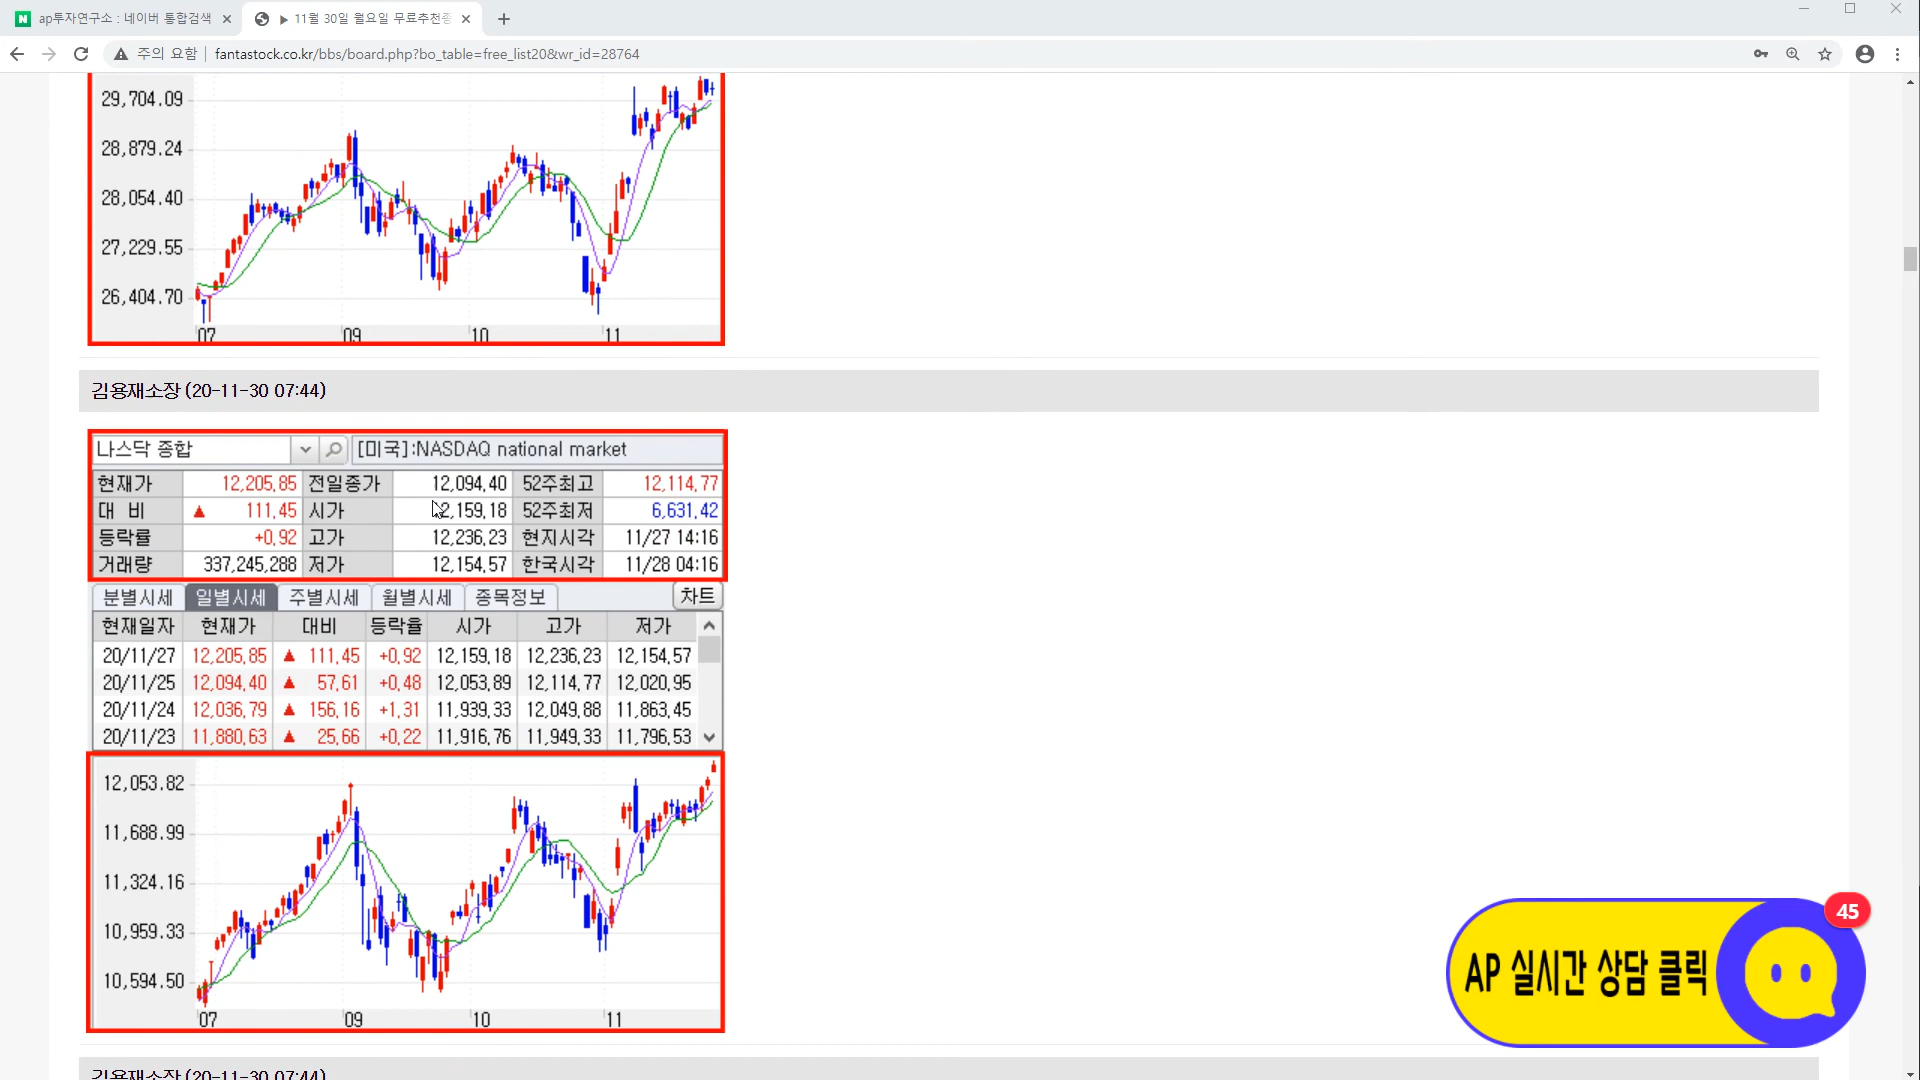 ap투자연구소 : 네이버 통합검색
▶ 11월 30일 월요일 무료추천종
주의 요함
fantastock.co.kr/bbs/board.php?bo_table=free_list20&wr_id=28764
29,704.09
28,879.24
28,054.40
27,229.55
26,404.70
07 09 10 11
김용재소장 (20-11-30 07:44)
나스닥 종합 [미국]:NASDAQ national market
현재가 12,205.85 전일종가 12,094.40 52주최고 12,114.77
대 비 ▲ 111.45 시가 12,159.18 52주최저 6,631.42
등락률 +0.92 고가 12,236.23 현지시각 11/27 14:16
거래량 337,245,288 저가 12,154.57 한국시각 11/28 04:16
분별시세 일별시세 주별시세 월별시세 종목정보 차트
현재일자 현재가 대비 등락률 시가 고가 저가
20/11/27 12,205.85 ▲ 111.45 +0.92 12,159.18 12,236.23 12,154.57
20/11/25 12,094.40 ▲ 57.61 +0.48 12,053.89 12,114.77 12,020.95
20/11/24 12,036.79 ▲ 156.16 +1.31 11,939.33 12,049.88 11,863.45
20/11/23 11,880.63 ▲ 25.66 +0.22 11,916.76 11,949.33 11,796.53
12,053.82
11,688.99
11,324.16
10,959.33
10,594.50
07 09 10 11
45
AP 실시간 상담 클릭
김용재소장 (20-11-30 07:44)